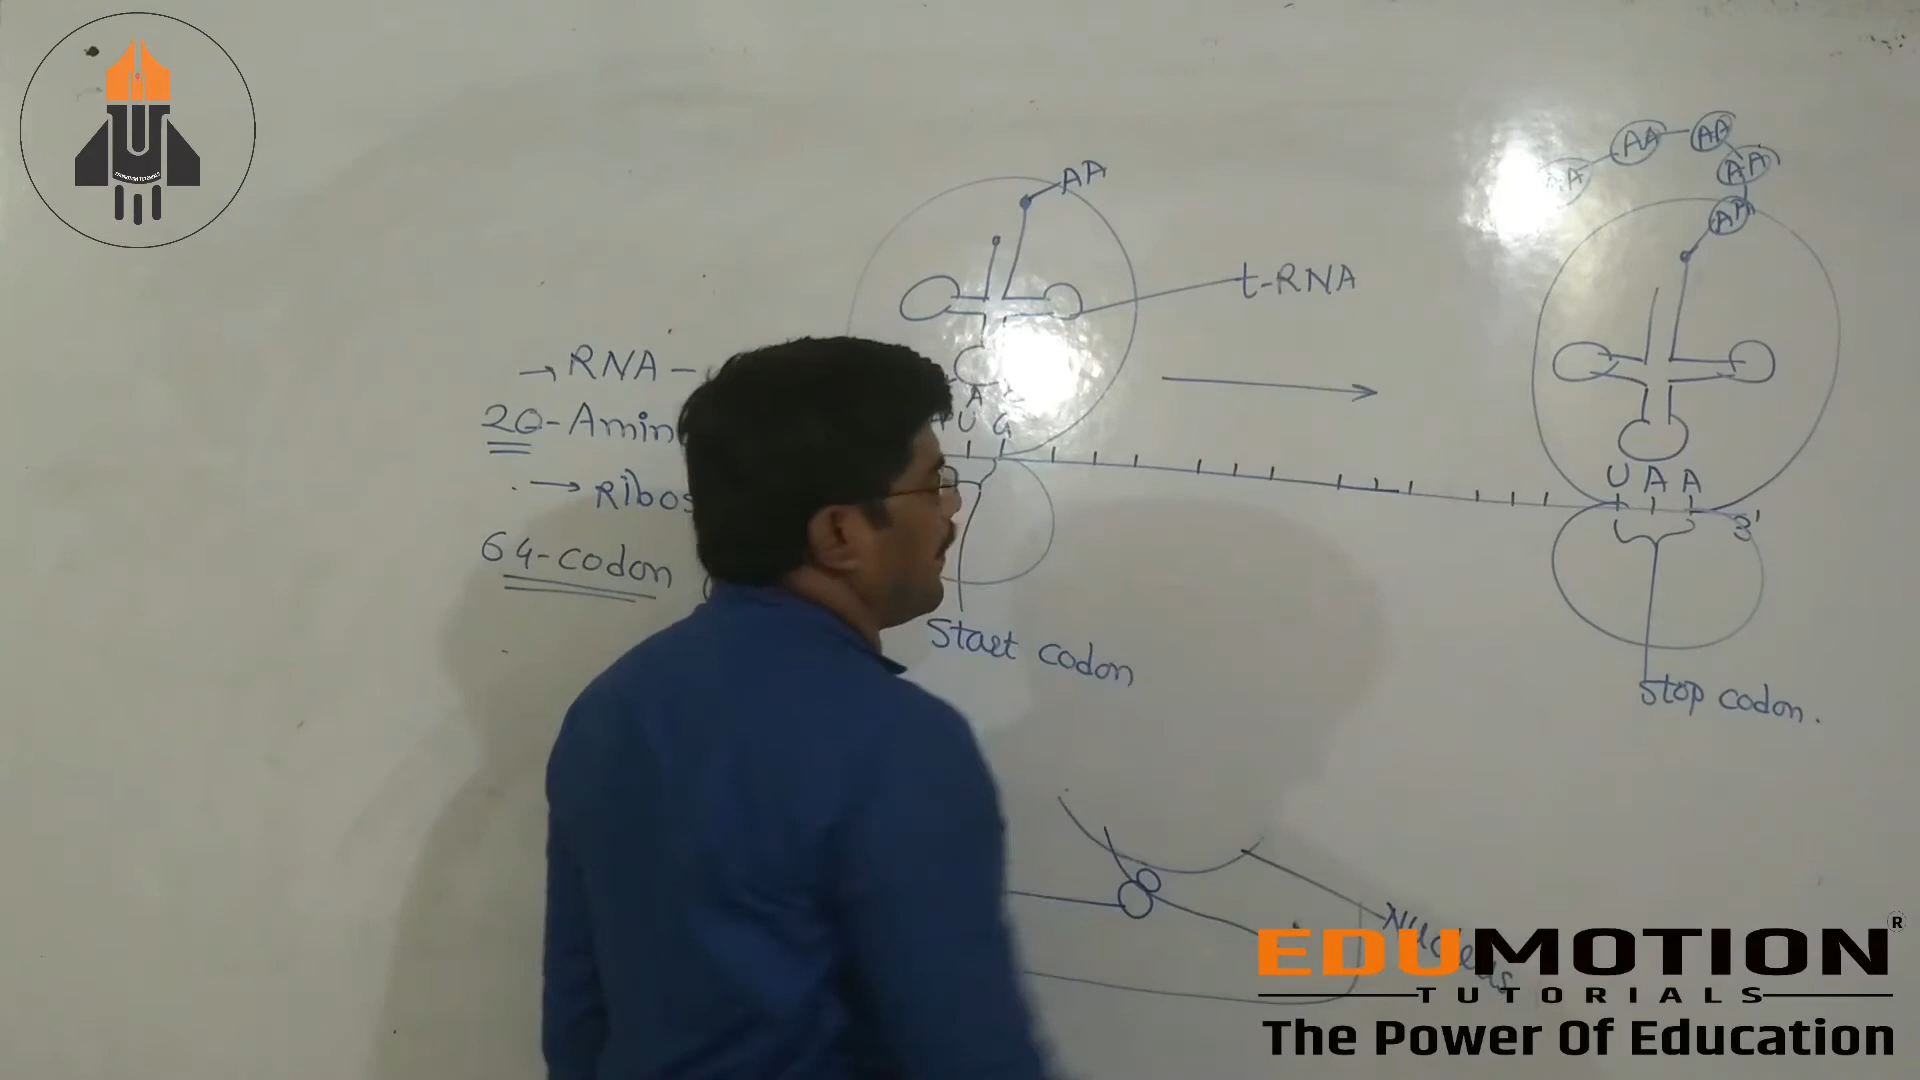 AA
AA
AA
AA
AA
AA
t-RNA
→ RNA -
20-Amin
→ Ribos
64-codon
A
U G
U A A
3'
Start codon
Stop codon.
Nucleus
EDUMOTION®
TUTORIALS
The Power Of Education